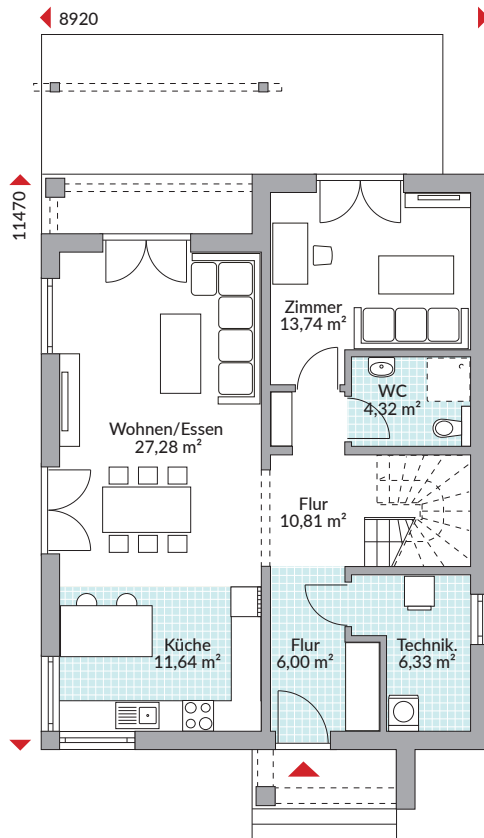 8920
11470
Zimmer
13,74 m²
WC
4,32 m²
Wohnen/Essen
27,28 m²
Flur
10,81 m²
Küche
11,64 m²
Flur
6,00 m²
Technik.
6,33 m²